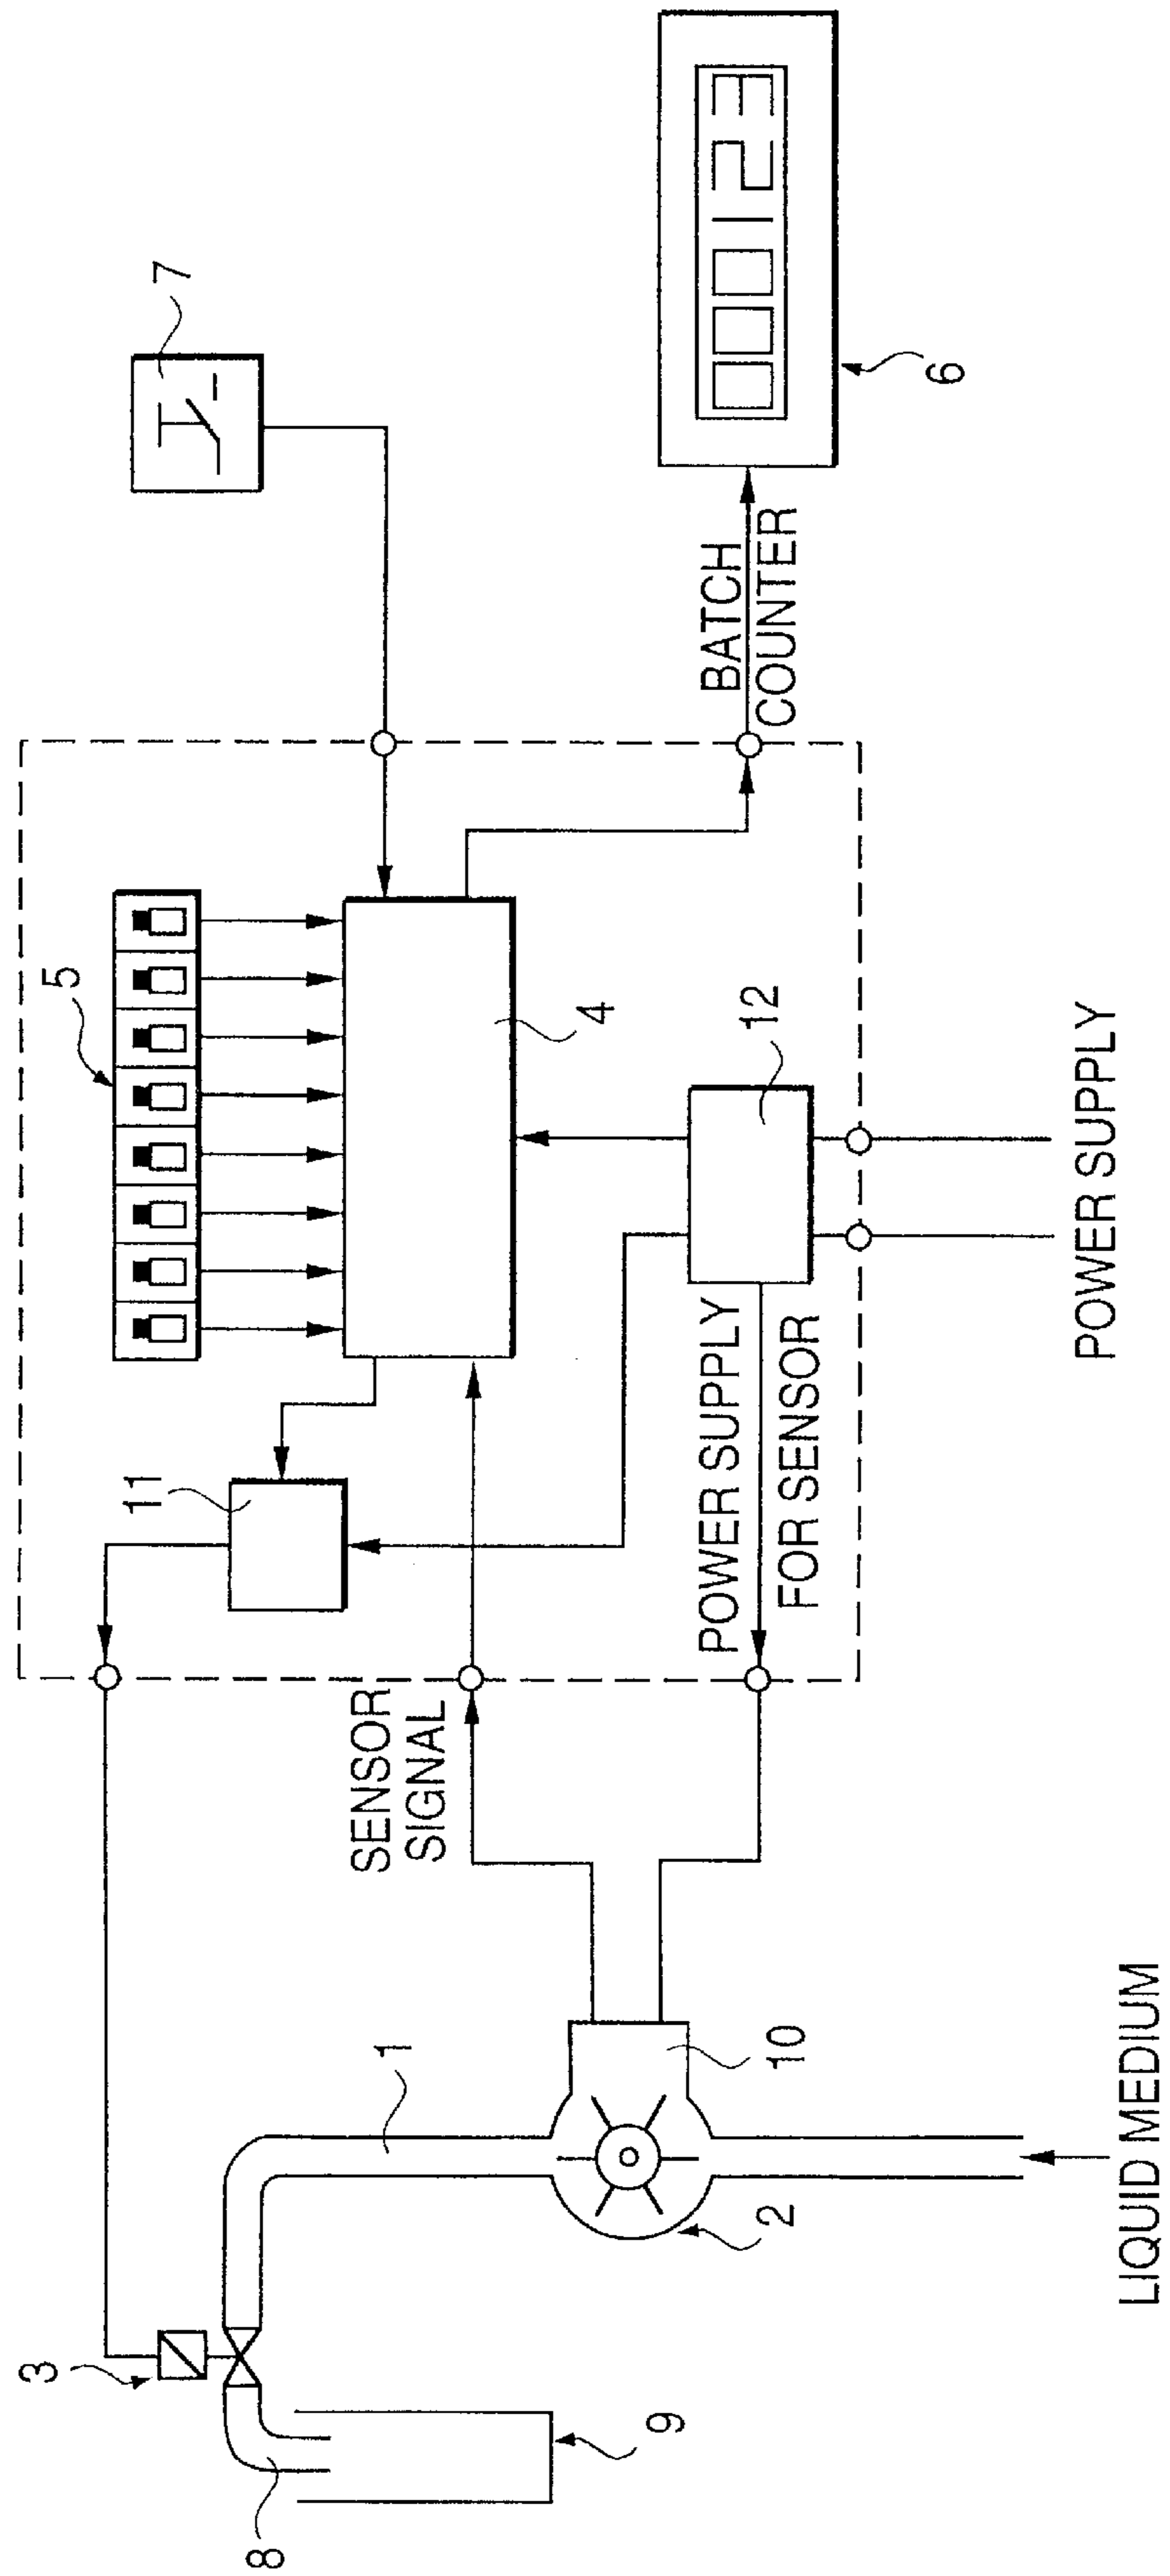 7
000123
6
BATCH
COUNTER
5
4
12
POWER SUPPLY
11
POWER SUPPLY
FOR SENSOR
SENSOR
SIGNAL
1
10
2
LIQUID MEDIUM
3
9
8